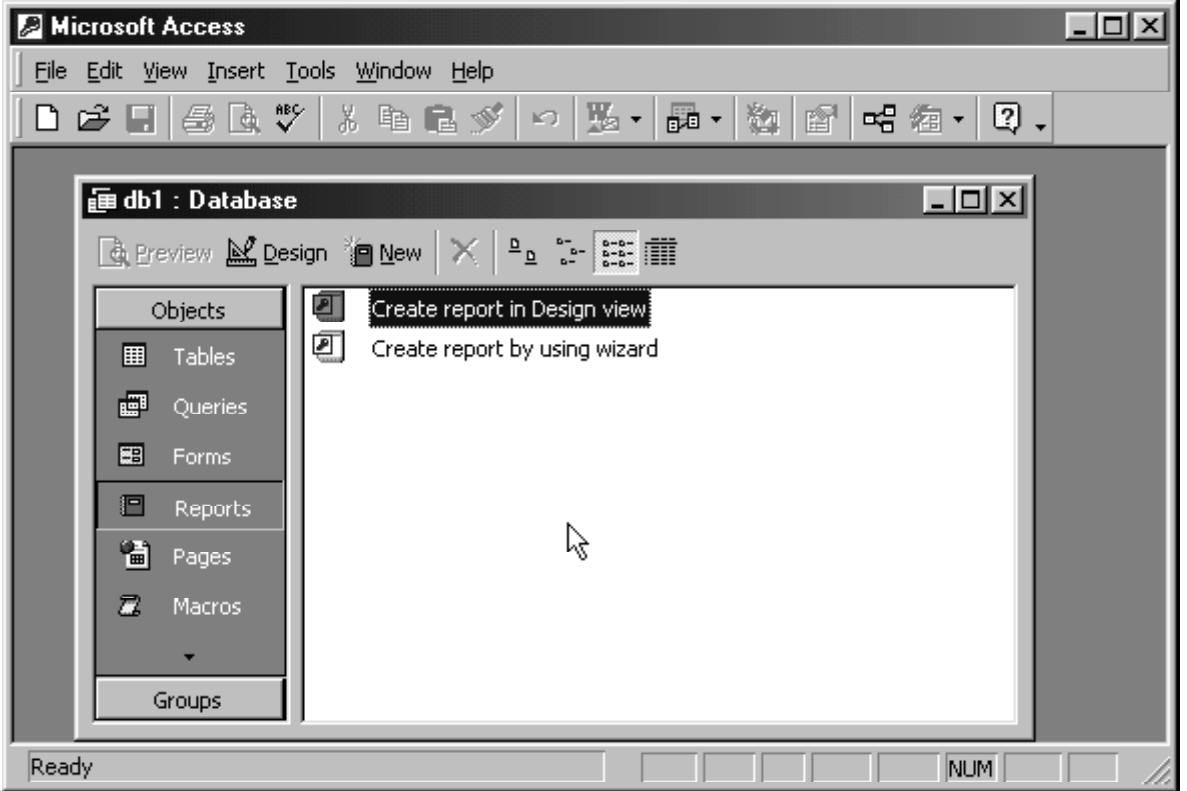 Microsoft Access
File Edit View Insert Tools Window Help
ABC
db1 : Database
Preview Design New
Objects
Create report in Design view
Tables
Create report by using wizard
Queries
Forms
Reports
Pages
Macros
Groups
Ready NUM